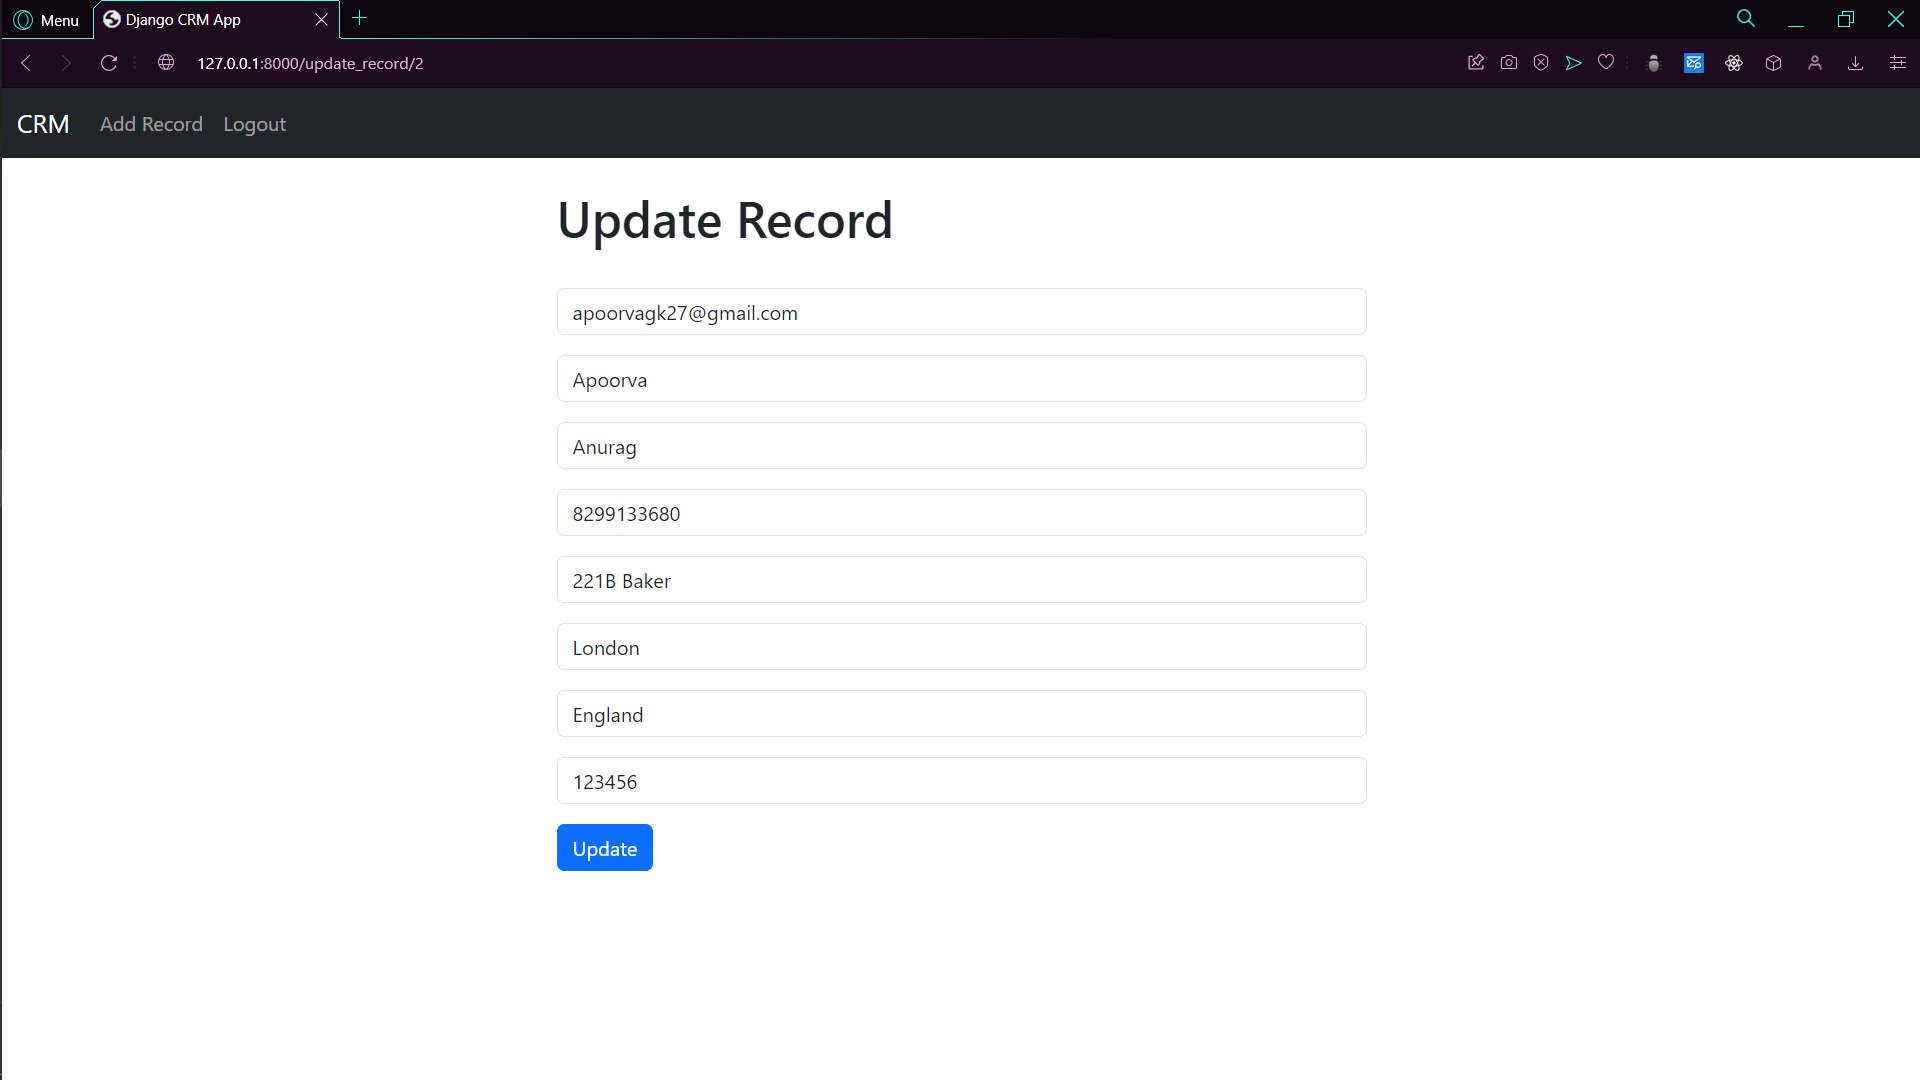 Menu
Django CRM App
127.0.0.1:8000/update_record/2
CRM Add Record Logout
Update Record
apoorvagk27@gmail.com
Apoorva
Anurag
8299133680
221B Baker
London
England
123456
Update